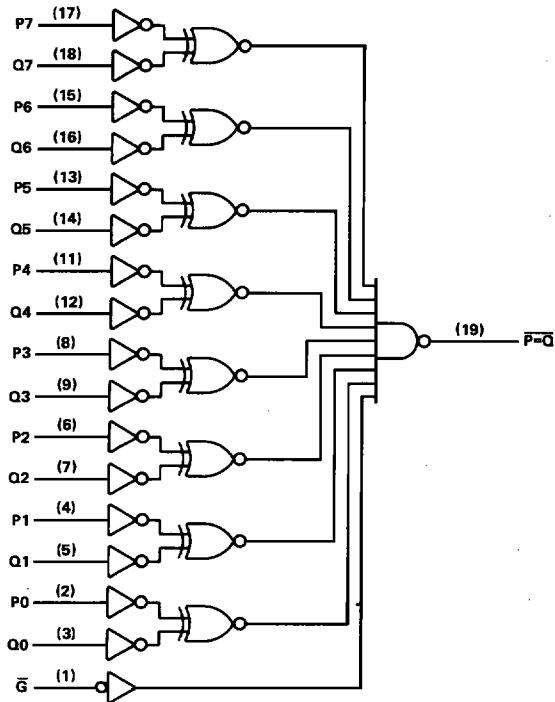 P7 (17)
Q7 (18)
P6 (15)
Q6 (16)
P5 (13)
Q5 (14)
P4 (11)
Q4 (12)
P3 (8)
Q3 (9)
(19) P=Q̅
P2 (6)
Q2 (7)
P1 (4)
Q1 (5)
P0 (2)
Q0 (3)
G̅ (1)